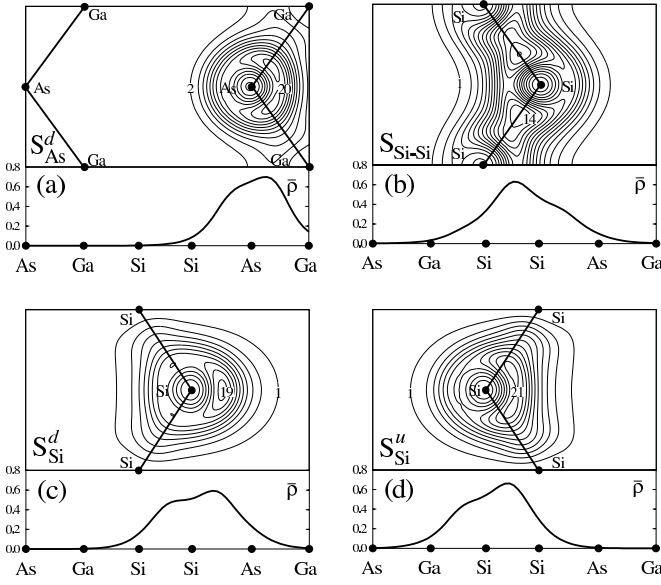 Ga Ga
2 As 20
As
S^d_As
Ga Ga
0.8
(a) ρ̄
0.6
0.4
0.2
0.0
As Ga Si Si As Ga
Si
1 Si
14
S_Si-Si Si
0.8
(b) ρ̄
0.6
0.4
0.2
0.0
As Ga Si Si As Ga
Si
Si 19 1
S^d_Si
Si
0.8
(c) ρ̄
0.6
0.4
0.2
0.0
As Ga Si Si As Ga
Si
1 Si 21
S^u_Si
Si
0.8
(d) ρ̄
0.6
0.4
0.2
0.0
As Ga Si Si As Ga